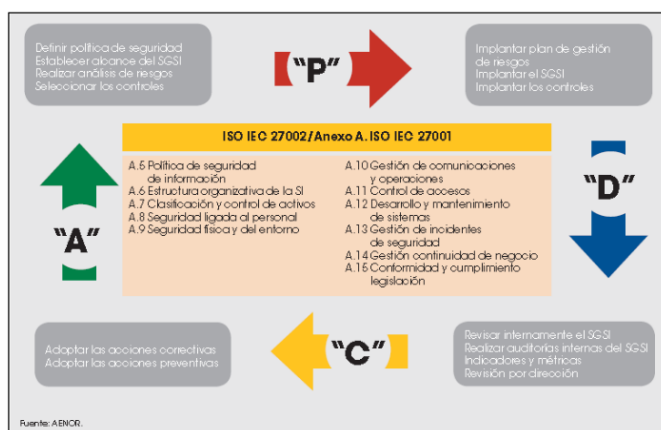 Definir política de seguridad
Establecer alcance del SGSI
Realizar análisis de riesgos
Seleccionar los controles
"P"
Implantar plan de gestión
de riesgos
Implantar el SGSI
Implantar los controles
ISO IEC 27002/Anexo A. ISO IEC 27001
A.5 Política de seguridad
de información
A.6 Estructura organizativa de la SI
A.7 Clasificación y control de activos
A.8 Seguridad ligada al personal
A.9 Seguridad física y del entorno
A.10 Gestión de comunicaciones
y operaciones
A.11 Control de accesos
A.12 Desarrollo y mantenimiento
de sistemas
A.13 Gestión de incidentes
de seguridad
A.14 Gestión continuidad de negocio
A.15 Conformidad y cumplimiento
legislación
"A"
"D"
Adoptar las acciones correctivas
Adoptar las acciones preventivas
"C"
Revisar internamente el SGSI
Realizar auditorías internas del SGSI
Indicadores y métricas
Revisión por dirección
Fuente: AENOR.